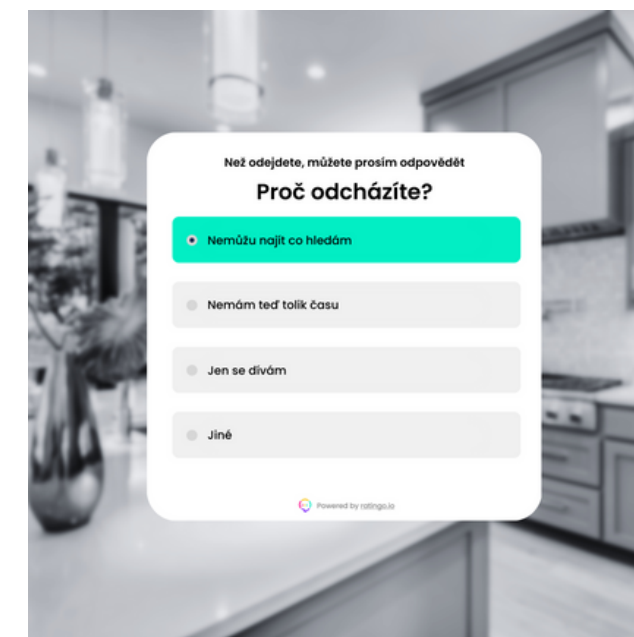 Než odejdete, můžete prosím odpovědět
Proč odcházíte?
Nemůžu najít co hledám
Nemám teď tolik času
Jen se dívám
Jiné
Powered by ratingo.io